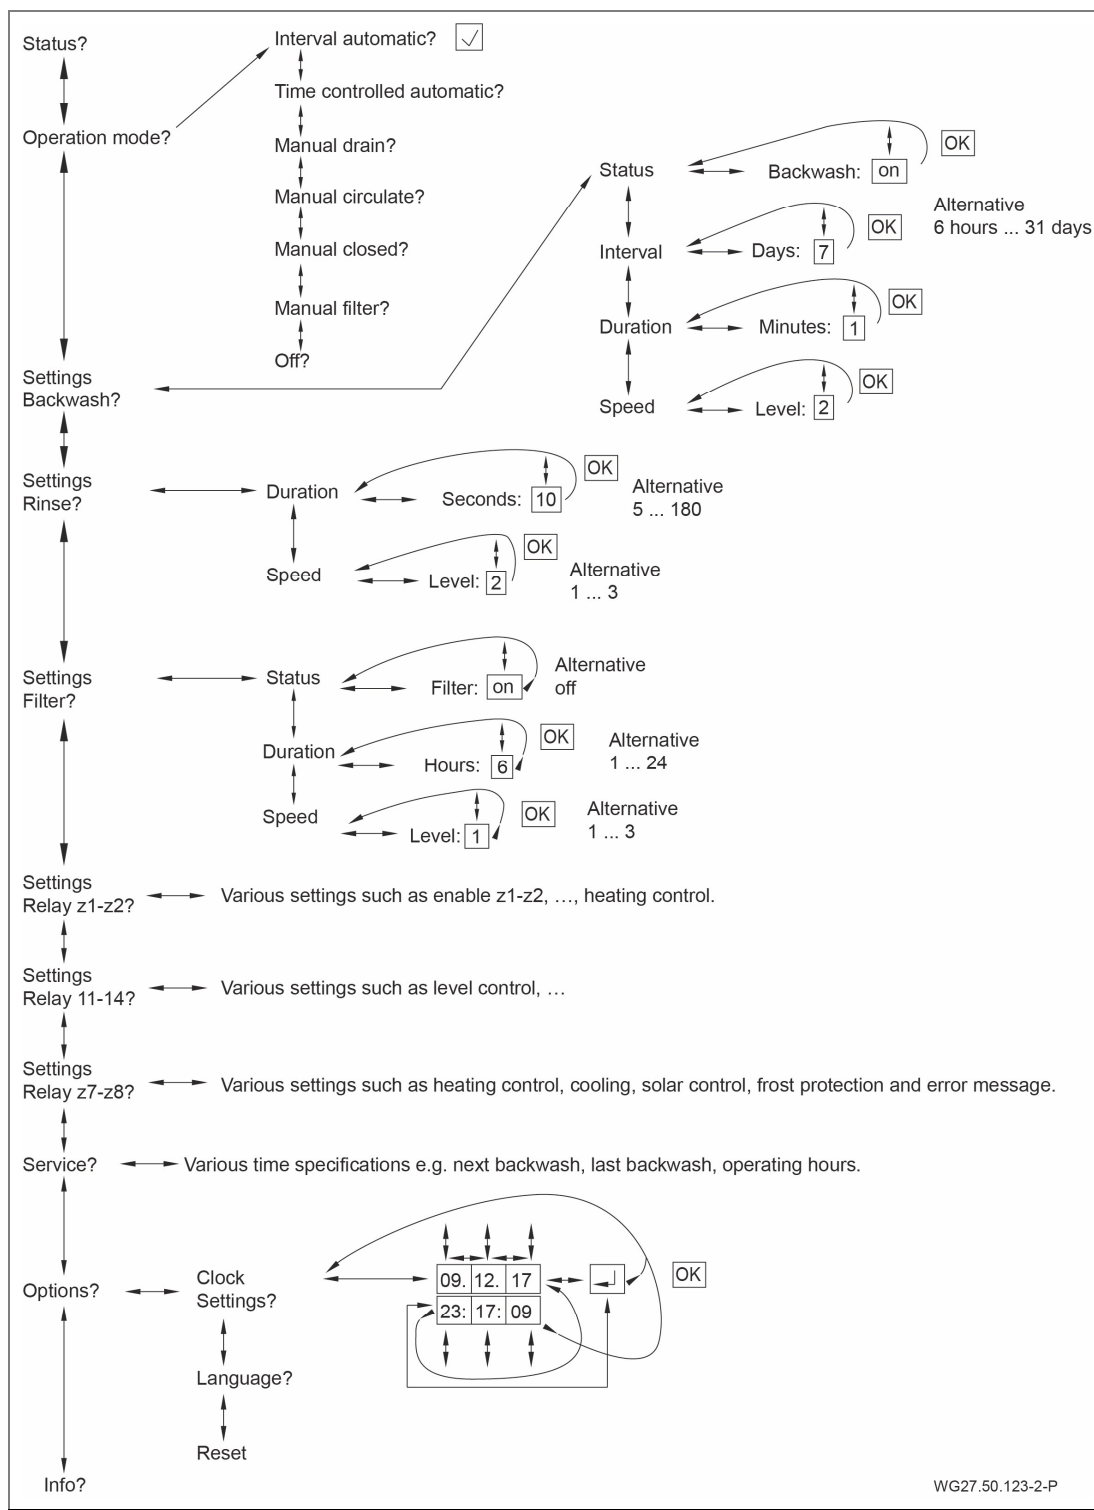 Status?
Operation mode?
Interval automatic?
Time controlled automatic?
Manual drain?
Manual circulate?
Manual closed?
Manual filter?
Off?
Settings
Backwash?
Status
Backwash: on
OK
Interval
Days: 7
OK
Alternative
6 hours ... 31 days
Duration
Minutes: 1
OK
Speed
Level: 2
OK
Settings
Rinse?
Duration
Seconds: 10
OK
Alternative
5 ... 180
Speed
Level: 2
OK
Alternative
1 ... 3
Settings
Filter?
Status
Filter: on
Alternative
off
Duration
Hours: 6
OK
Alternative
1 ... 24
Speed
Level: 1
OK
Alternative
1 ... 3
Settings
Relay z1-z2?
Various settings such as enable z1-z2, ..., heating control.
Settings
Relay 11-14?
Various settings such as level control, ...
Settings
Relay z7-z8?
Various settings such as heating control, cooling, solar control, frost protection and error message.
Service?
Various time specifications e.g. next backwash, last backwash, operating hours.
Options?
Clock
Settings?
09. 12. 17
23: 17: 09
OK
Language?
Reset
Info?
WG27.50.123-2-P